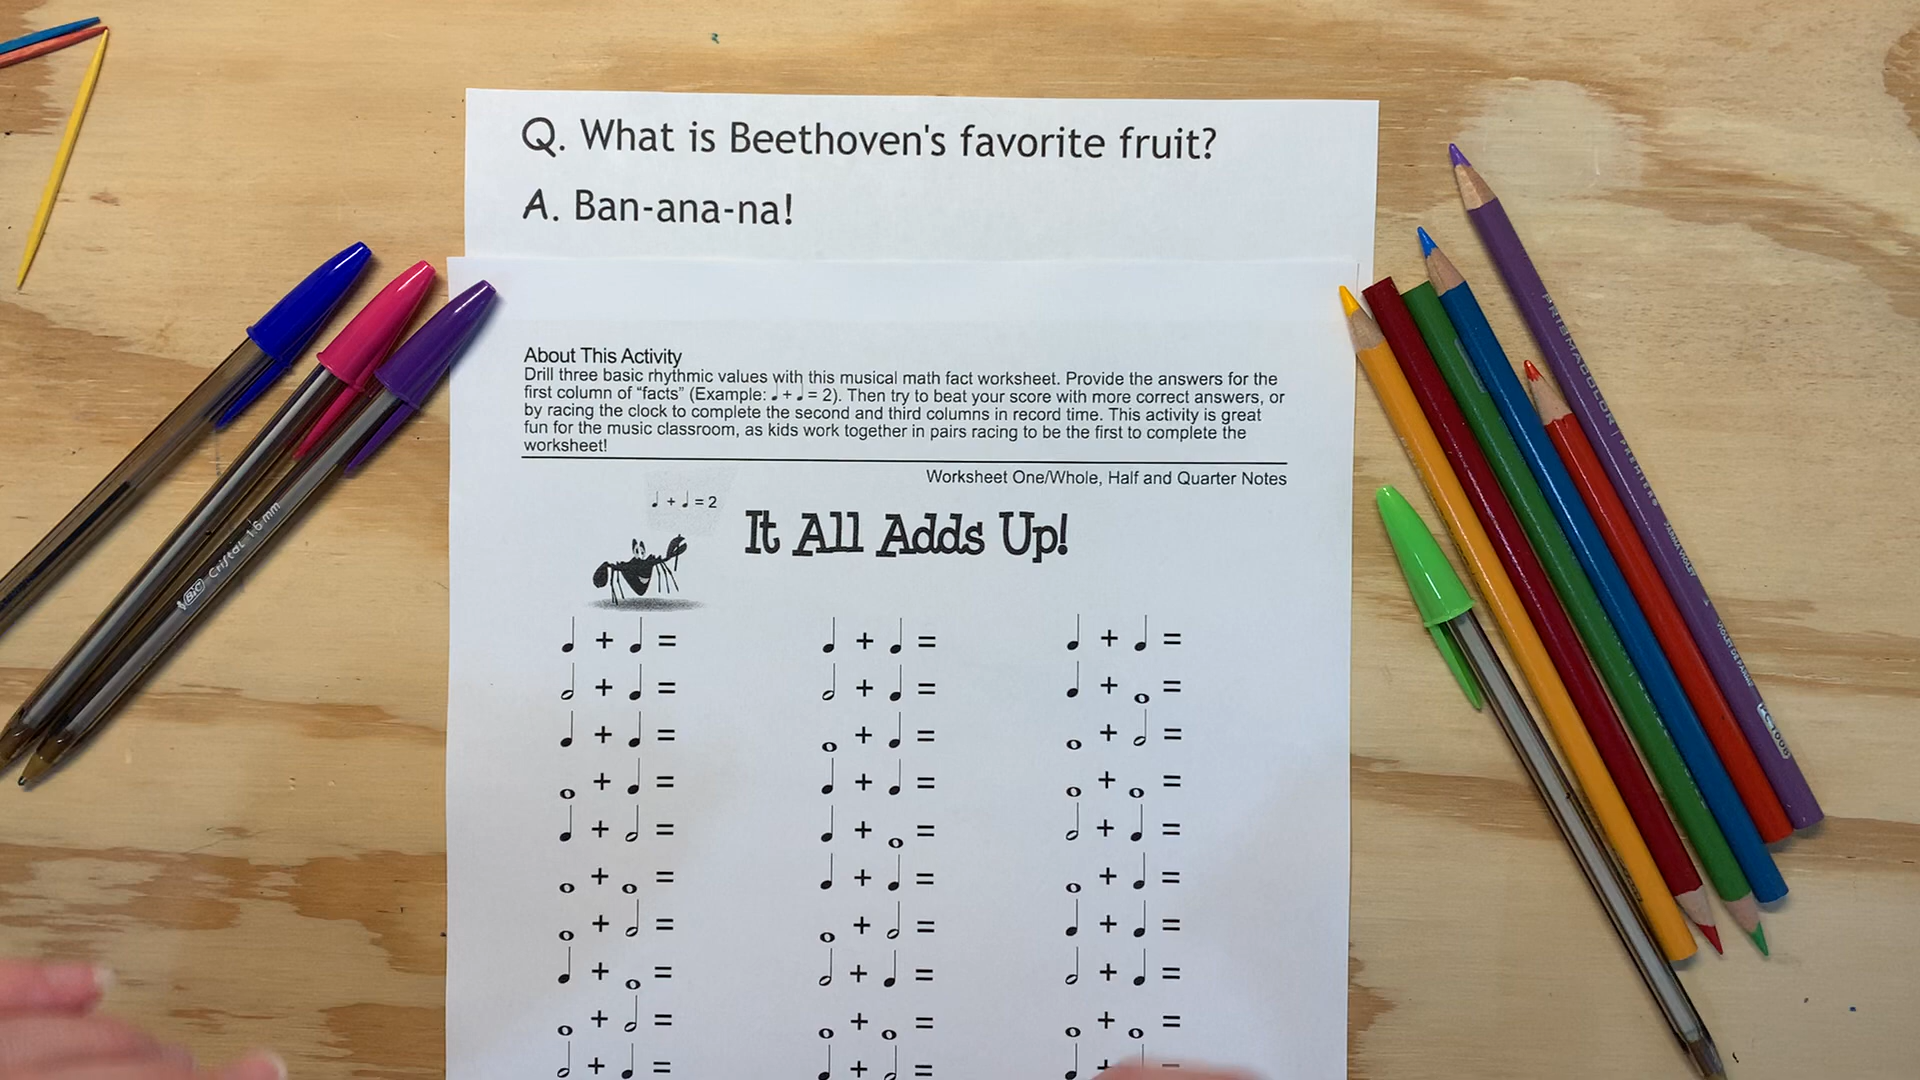 Q. What is Beethoven's favorite fruit?
A. Ban-ana-na!
About This Activity
Drill three basic rhythmic values with this musical math fact worksheet. Provide the answers for the
first column of “facts” (Example: ♩ + ♩ = 2). Then try to beat your score with more correct answers, or
by racing the clock to complete the second and third columns in record time. This activity is great
fun for the music classroom, as kids work together in pairs racing to be the first to complete the
worksheet!
Worksheet One/Whole, Half and Quarter Notes
♩ + ♩ = 2
It All Adds Up!
♩ + ♩ = ♩ + ♩ = ♩ + ♩ =
𝅗𝅥 + ♩ = 𝅗𝅥 + ♩ = ♩ + 𝅝 =
♩ + ♩ = 𝅝 + ♩ = 𝅝 + 𝅗𝅥 =
𝅝 + ♩ = ♩ + ♩ = 𝅝 + 𝅝 =
♩ + 𝅗𝅥 = ♩ + 𝅝 = 𝅗𝅥 + ♩ =
𝅝 + 𝅝 = ♩ + ♩ = 𝅝 + ♩ =
𝅝 + 𝅗𝅥 = 𝅝 + 𝅗𝅥 = ♩ + ♩ =
♩ + 𝅝 = 𝅗𝅥 + ♩ = 𝅗𝅥 + ♩ =
𝅝 + 𝅗𝅥 = 𝅝 + 𝅝 = 𝅝 + 𝅝 =
𝅗𝅥 + ♩ = ♩ + 𝅗𝅥 = ♩ +
BIC Cristal 1.6 mm
PRISMACOLOR PREMIER